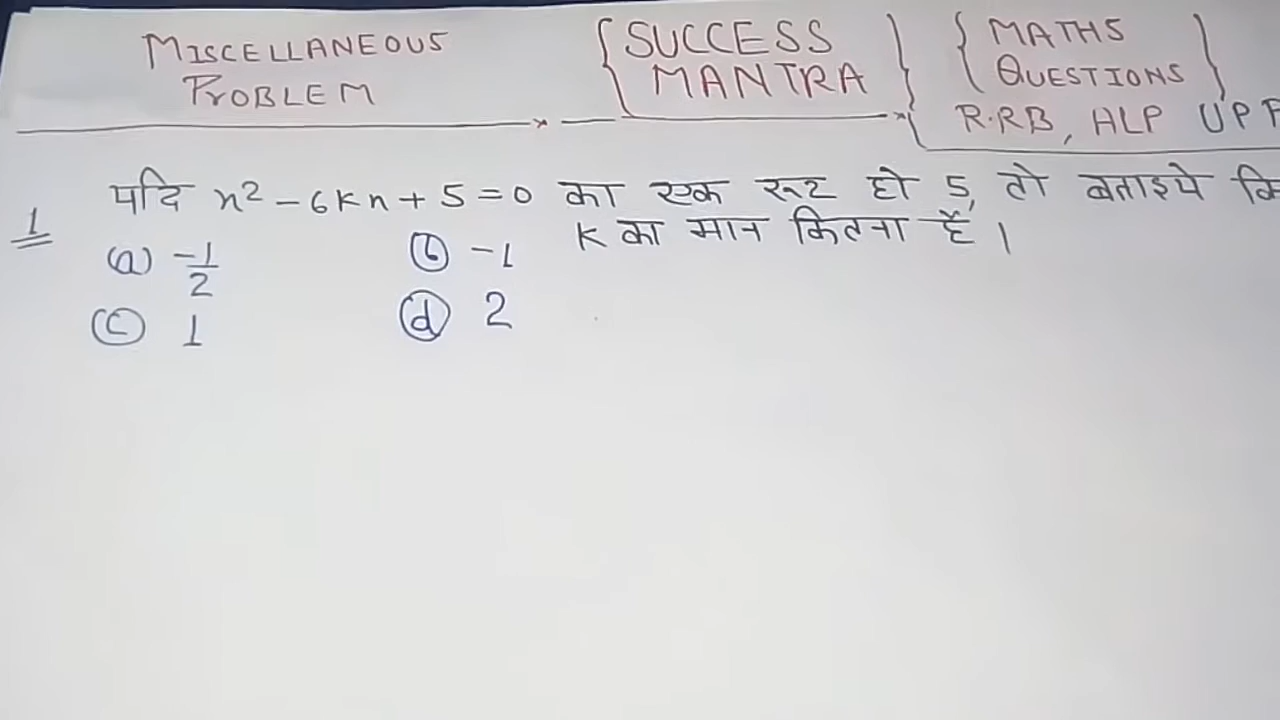 MISCELLANEOUS
PROBLEM
{SUCCESS
MANTRA}
{MATHS
QUESTIONS}
R.RB, HALP UPP
1 यदि x² - 6kx + 5 = 0 का एक रूट हो 5, तो बताइये कि
K का मान कितना है।
(a) -1/2 (b) -1
(c) 1 (d) 2